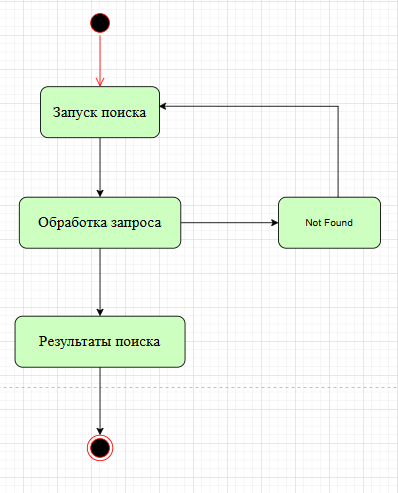 Запуск поиска
Обработка запроса
Not Found
Результаты поиска